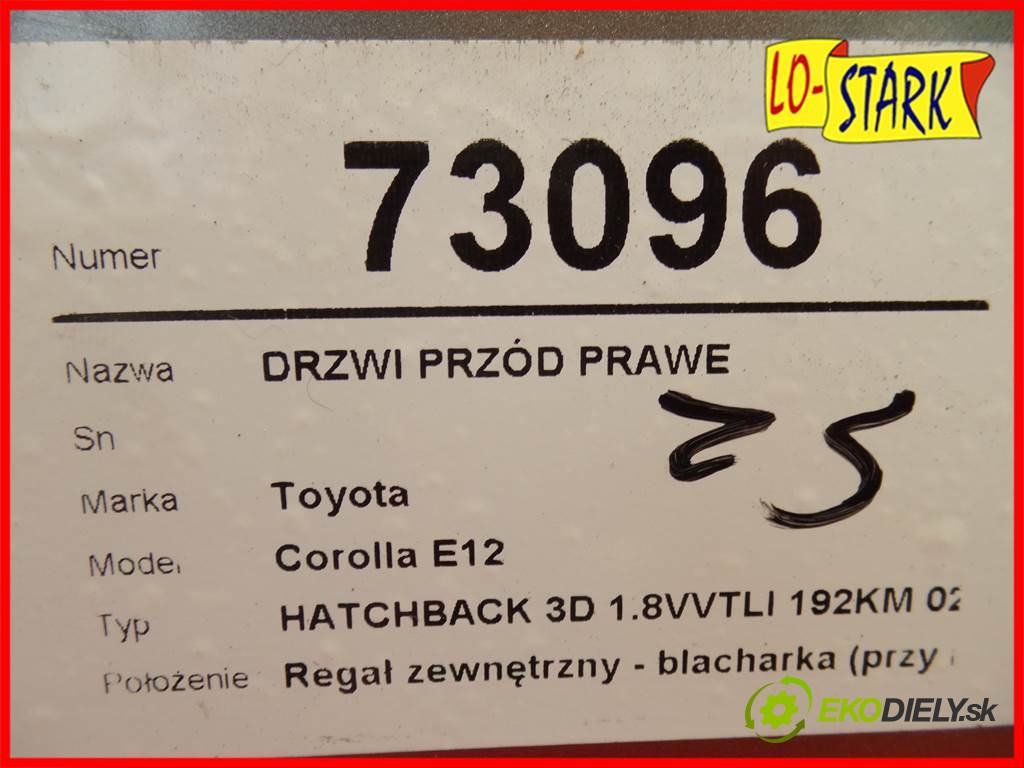 LO-STARK
Numer 73096
Nazwa DRZWI PRZÓD PRAWE
Sn
Marka Toyota
Model Corolla E12
Typ HATCHBACK 3D 1.8VVTLI 192KM 02
Położenie Regał zewnętrzny - blacharka (przy
EKODIELY.sk